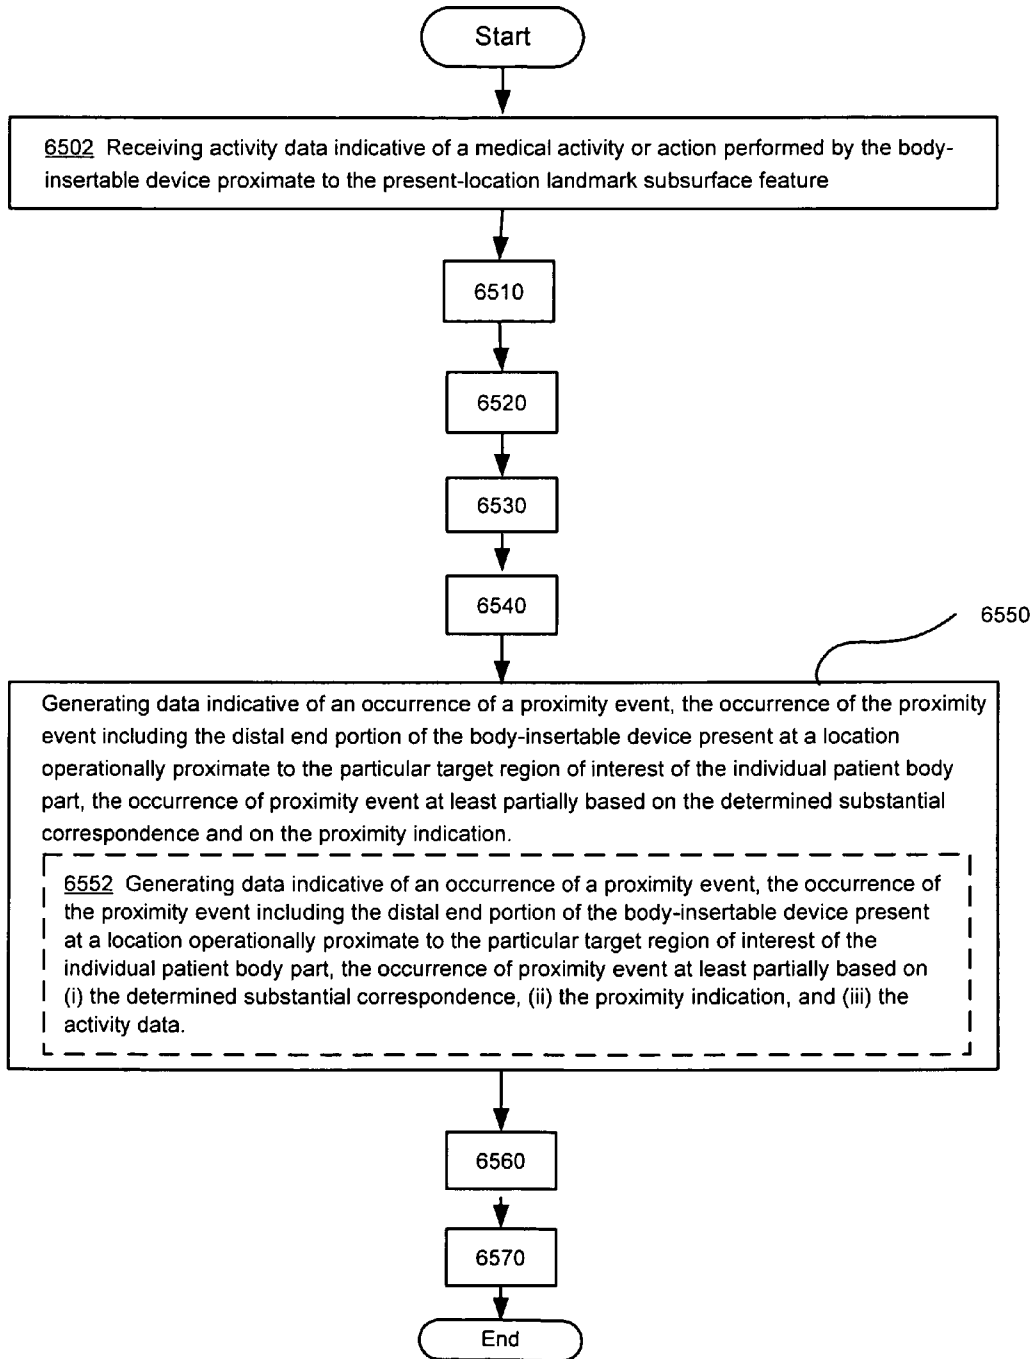 Start
6502 Receiving activity data indicative of a medical activity or action performed by the body-
insertable device proximate to the present-location landmark subsurface feature
6510
6520
6530
6540
6550
Generating data indicative of an occurrence of a proximity event, the occurrence of the proximity
event including the distal end portion of the body-insertable device present at a location
operationally proximate to the particular target region of interest of the individual patient body
part, the occurrence of proximity event at least partially based on the determined substantial
correspondence and on the proximity indication.
6552 Generating data indicative of an occurrence of a proximity event, the occurrence of
the proximity event including the distal end portion of the body-insertable device present
at a location operationally proximate to the particular target region of interest of the
individual patient body part, the occurrence of proximity event at least partially based on
(i) the determined substantial correspondence, (ii) the proximity indication, and (iii) the
activity data.
6560
6570
End